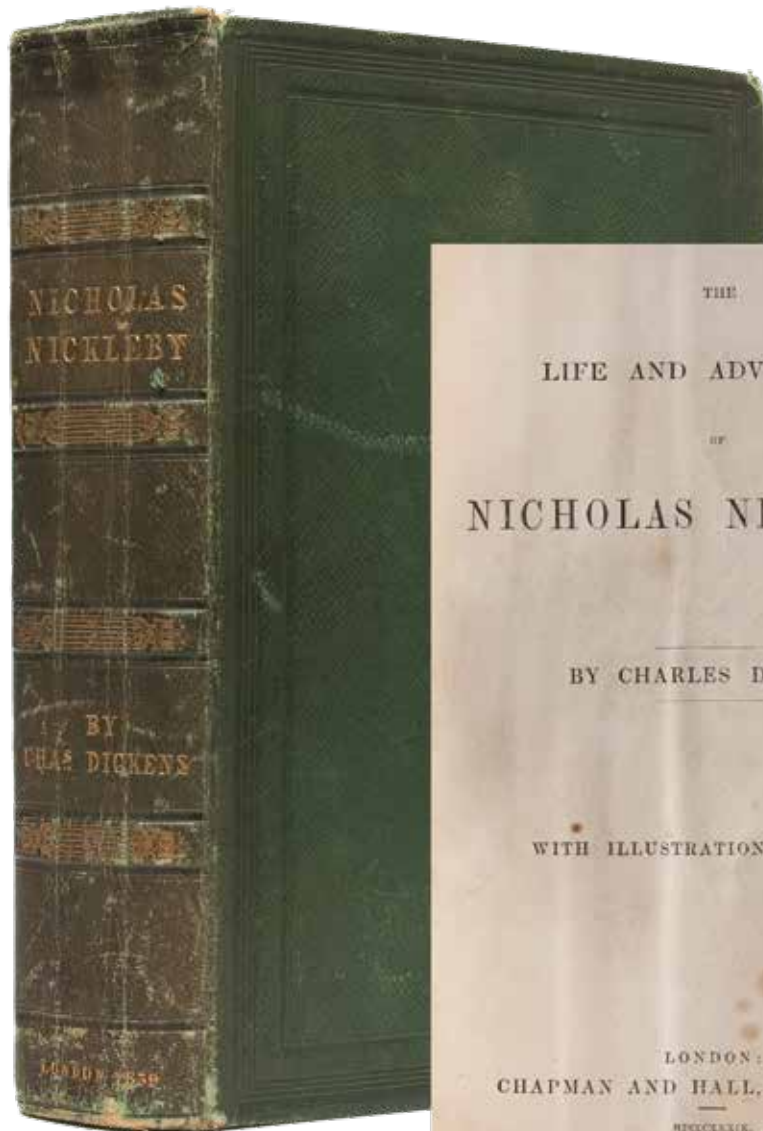 NICHOLAS
NICKLEBY
BY
CHAS DICKENS
LONDON 1839
THE
LIFE AND ADV
OF
NICHOLAS NI
BY CHARLES D
WITH ILLUSTRATION
LONDON:
CHAPMAN AND HALL,
MDCCCXXXIX.